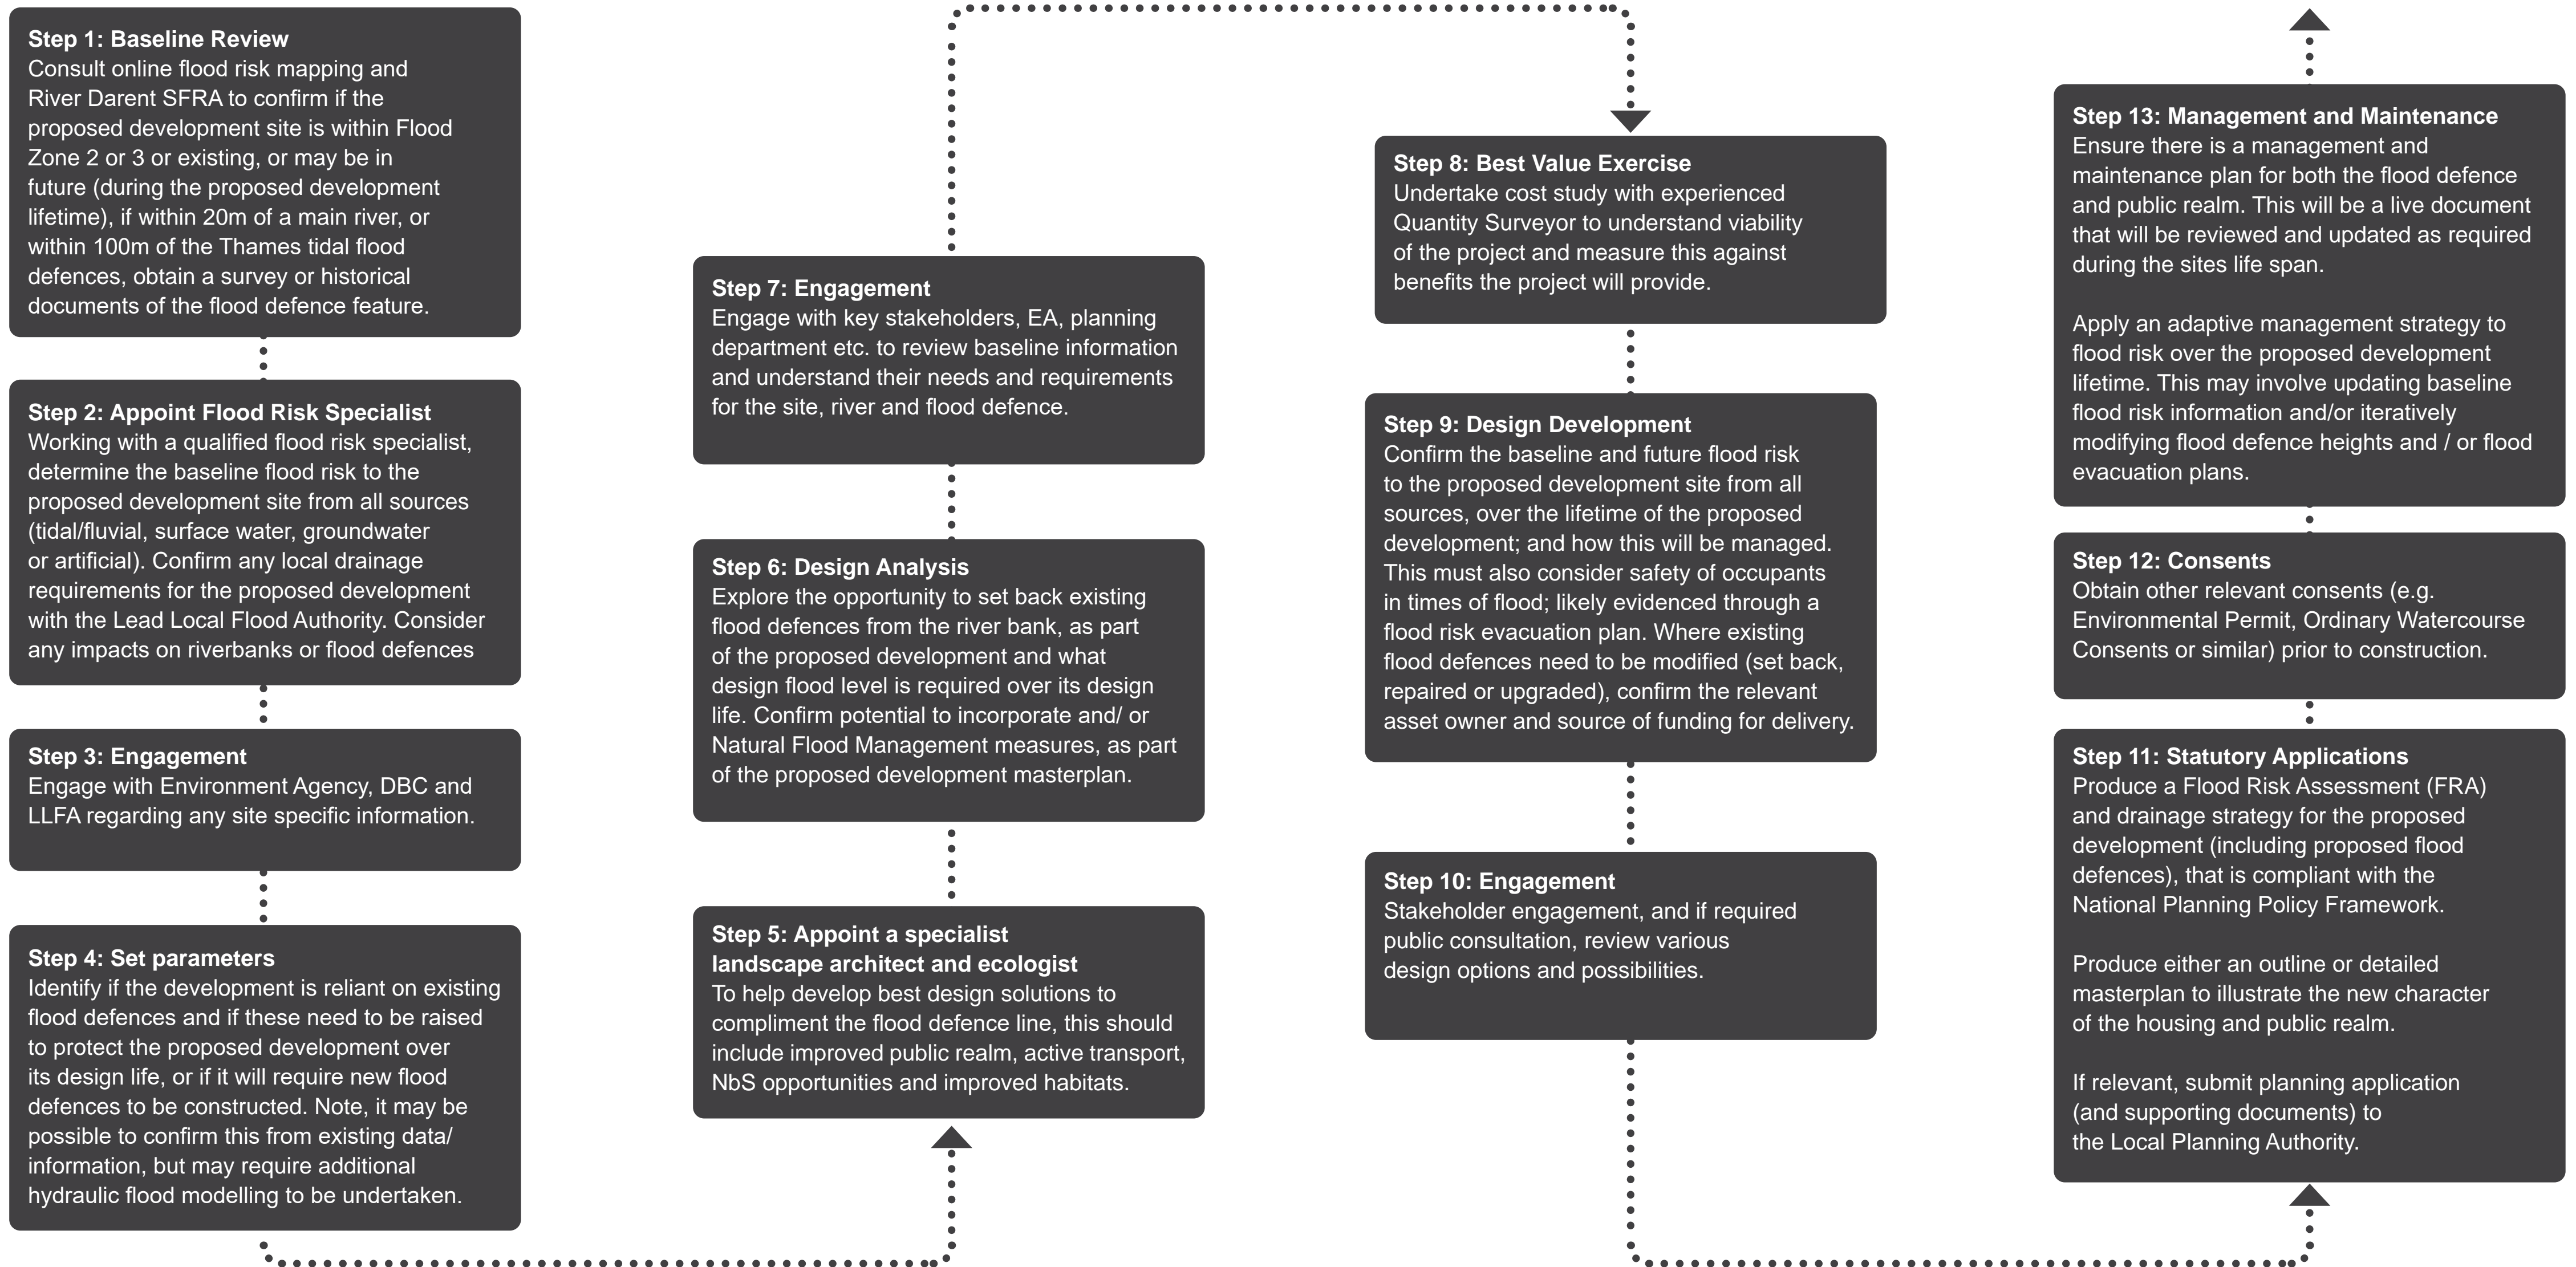 Step 1: Baseline Review
Consult online flood risk mapping and
River Darent SFRA to confirm if the
proposed development site is within Flood
Zone 2 or 3 or existing, or may be in
future (during the proposed development
lifetime), if within 20m of a main river, or
within 100m of the Thames tidal flood
defences, obtain a survey or historical
documents of the flood defence feature.
Step 2: Appoint Flood Risk Specialist
Working with a qualified flood risk specialist,
determine the baseline flood risk to the
proposed development site from all sources
(tidal/fluvial, surface water, groundwater
or artificial). Confirm any local drainage
requirements for the proposed development
with the Lead Local Flood Authority. Consider
any impacts on riverbanks or flood defences
Step 3: Engagement
Engage with Environment Agency, DBC and
LLFA regarding any site specific information.
Step 4: Set parameters
Identify if the development is reliant on existing
flood defences and if these need to be raised
to protect the proposed development over
its design life, or if it will require new flood
defences to be constructed. Note, it may be
possible to confirm this from existing data/
information, but may require additional
hydraulic flood modelling to be undertaken.
Step 5: Appoint a specialist
landscape architect and ecologist
To help develop best design solutions to
compliment the flood defence line, this should
include improved public realm, active transport,
NbS opportunities and improved habitats.
Step 6: Design Analysis
Explore the opportunity to set back existing
flood defences from the river bank, as part
of the proposed development and what
design flood level is required over its design
life. Confirm potential to incorporate and/ or
Natural Flood Management measures, as part
of the proposed development masterplan.
Step 7: Engagement
Engage with key stakeholders, EA, planning
department etc. to review baseline information
and understand their needs and requirements
for the site, river and flood defence.
Step 8: Best Value Exercise
Undertake cost study with experienced
Quantity Surveyor to understand viability
of the project and measure this against
benefits the project will provide.
Step 9: Design Development
Confirm the baseline and future flood risk
to the proposed development site from all
sources, over the lifetime of the proposed
development; and how this will be managed.
This must also consider safety of occupants
in times of flood; likely evidenced through a
flood risk evacuation plan. Where existing
flood defences need to be modified (set back,
repaired or upgraded), confirm the relevant
asset owner and source of funding for delivery.
Step 10: Engagement
Stakeholder engagement, and if required
public consultation, review various
design options and possibilities.
Step 11: Statutory Applications
Produce a Flood Risk Assessment (FRA)
and drainage strategy for the proposed
development (including proposed flood
defences), that is compliant with the
National Planning Policy Framework.
Produce either an outline or detailed
masterplan to illustrate the new character
of the housing and public realm.
If relevant, submit planning application
(and supporting documents) to
the Local Planning Authority.
Step 12: Consents
Obtain other relevant consents (e.g.
Environmental Permit, Ordinary Watercourse
Consents or similar) prior to construction.
Step 13: Management and Maintenance
Ensure there is a management and
maintenance plan for both the flood defence
and public realm. This will be a live document
that will be reviewed and updated as required
during the sites life span.
Apply an adaptive management strategy to
flood risk over the proposed development
lifetime. This may involve updating baseline
flood risk information and/or iteratively
modifying flood defence heights and / or flood
evacuation plans.